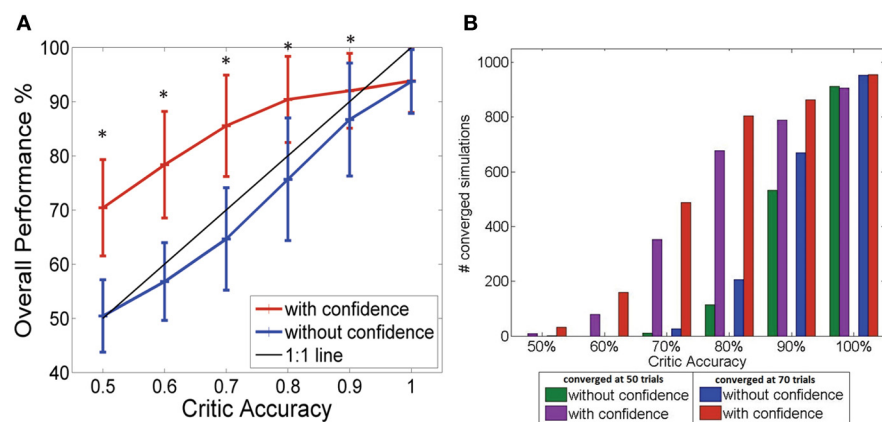 A
Overall Performance %
100
90
80
70
60
50
40
* * * * *
with confidence
without confidence
1:1 line
0.5 0.6 0.7 0.8 0.9 1
Critic Accuracy
B
# converged simulations
1000
800
600
400
200
0
50% 60% 70% 80% 90% 100%
Critic Accuracy
converged at 50 trials converged at 70 trials
without confidence without confidence
with confidence with confidence